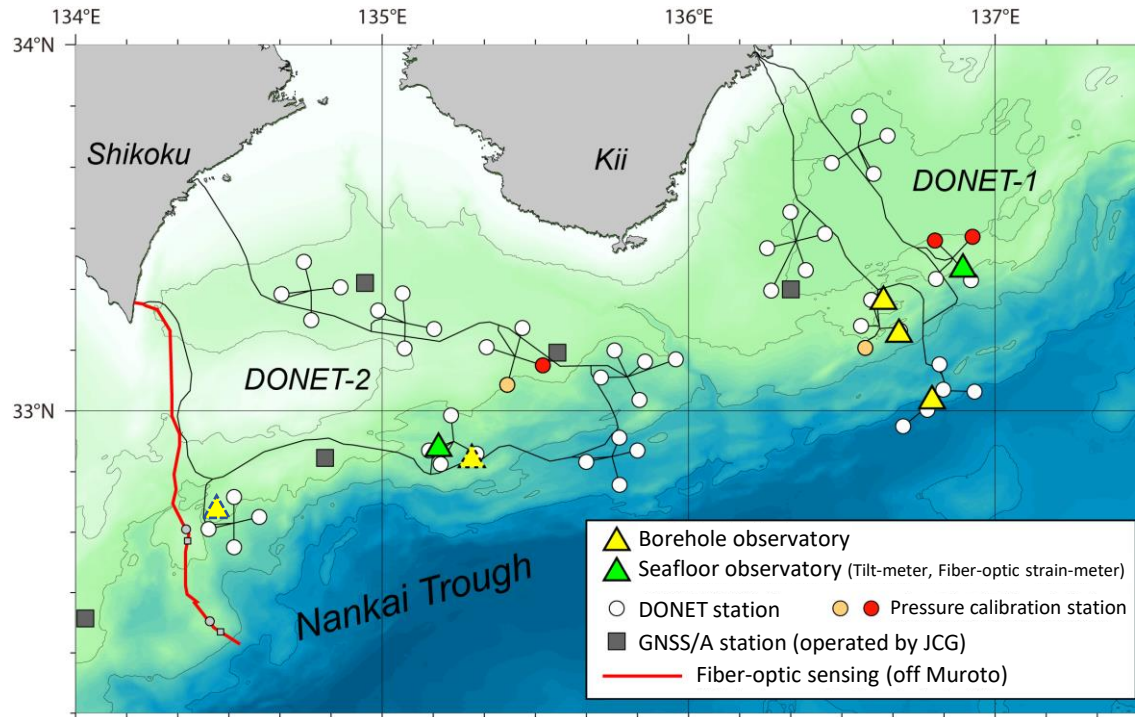 134°E 135°E 136°E 137°E
34°N
Shikoku
Kii
DONET-1
DONET-2
33°N
Nankai Trough
Borehole observatory
Seafloor observatory (Tilt-meter, Fiber-optic strain-meter)
DONET station Pressure calibration station
GNSS/A station (operated by JCG)
Fiber-optic sensing (off Muroto)